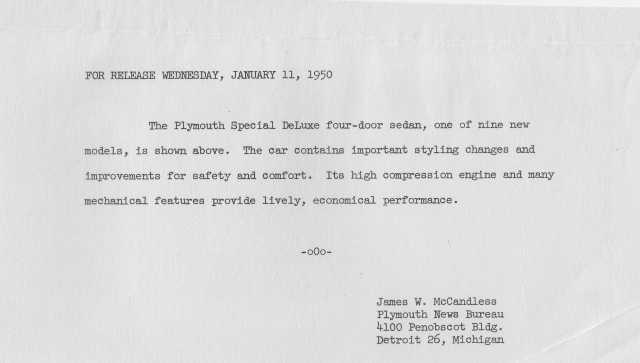 FOR RELEASE WEDNESDAY, JANUARY 11, 1950
The Plymouth Special DeLuxe four-door sedan, one of nine new
models, is shown above. The car contains important styling changes and
improvements for safety and comfort. Its high compression engine and many
mechanical features provide lively, economical performance.
-o0o-
James W. McCandless
Plymouth News Bureau
4100 Penobscot Bldg.
Detroit 26, Michigan